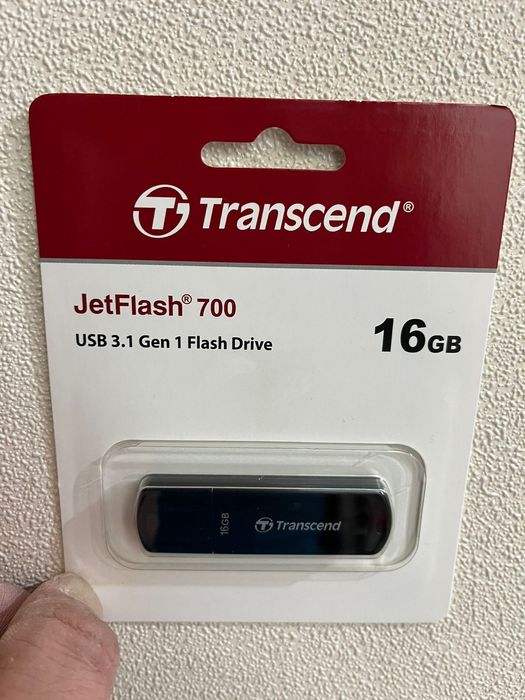 Transcend®
JetFlash® 700
USB 3.1 Gen 1 Flash Drive
16GB
16GB
Transcend